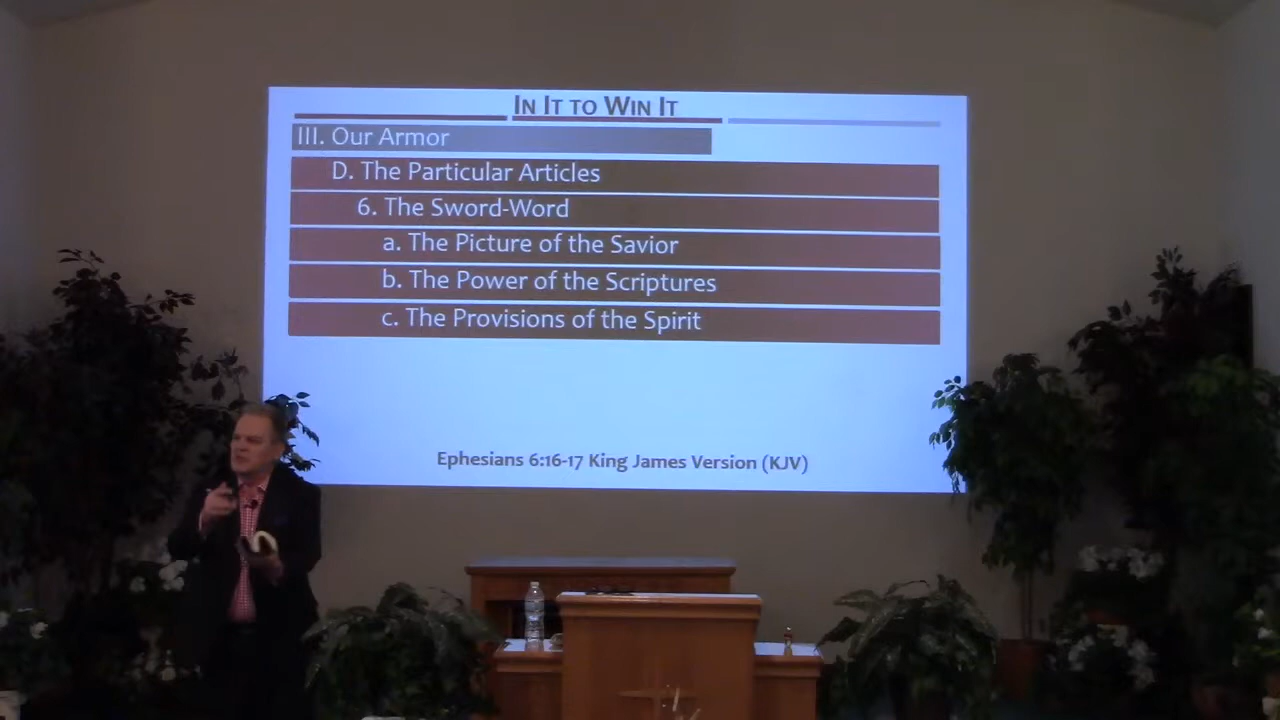 IN IT TO WIN IT
III. Our Armor
D. The Particular Articles
6. The Sword-Word
a. The Picture of the Savior
b. The Power of the Scriptures
c. The Provisions of the Spirit
Ephesians 6:16-17 King James Version (KJV)